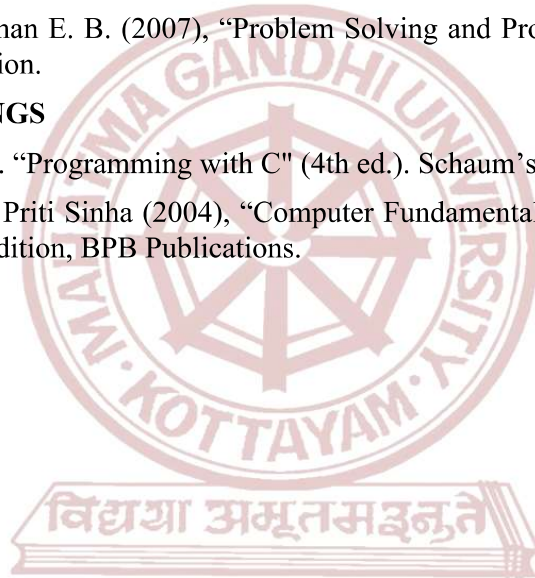 nan E. B. (2007), “Problem Solving and Pro
ion.
NGS
. “Programming with C" (4th ed.). Schaum’s
Priti Sinha (2004), “Computer Fundamental
dition, BPB Publications.
MAHATMA GANDHI UNIVERSITY
KOTTAYAM
विद्यया अमृतमश्नुते